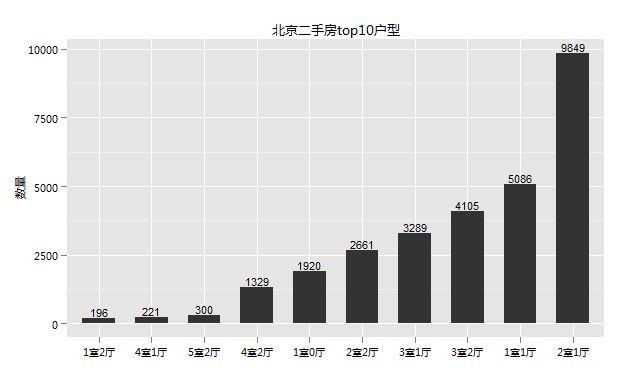 北京二手房top10户型
数量
10000
7500
5000
2500
0
196
221
300
1329
1920
2661
3289
4105
5086
9849
1室2厅
4室1厅
5室2厅
4室2厅
1室0厅
2室2厅
3室1厅
3室2厅
1室1厅
2室1厅